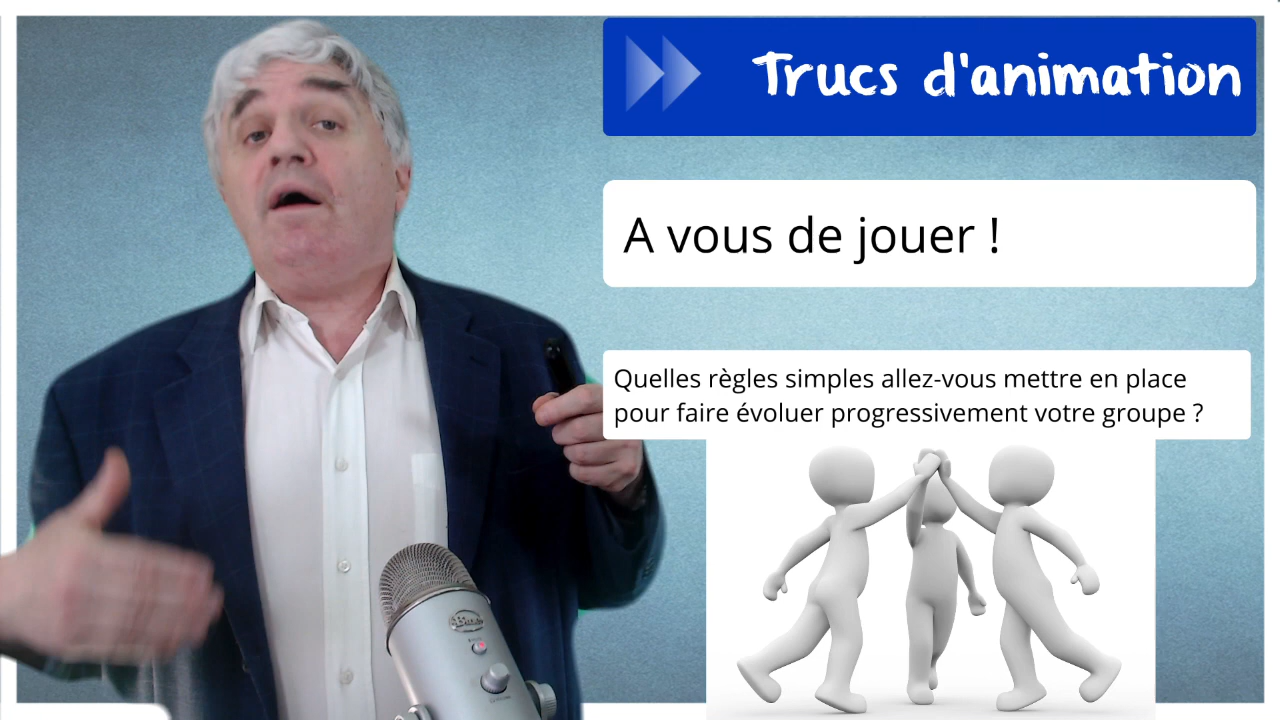 Trucs d'animation
A vous de jouer !
Quelles règles simples allez-vous mettre en place
pour faire évoluer progressivement votre groupe ?
Blue